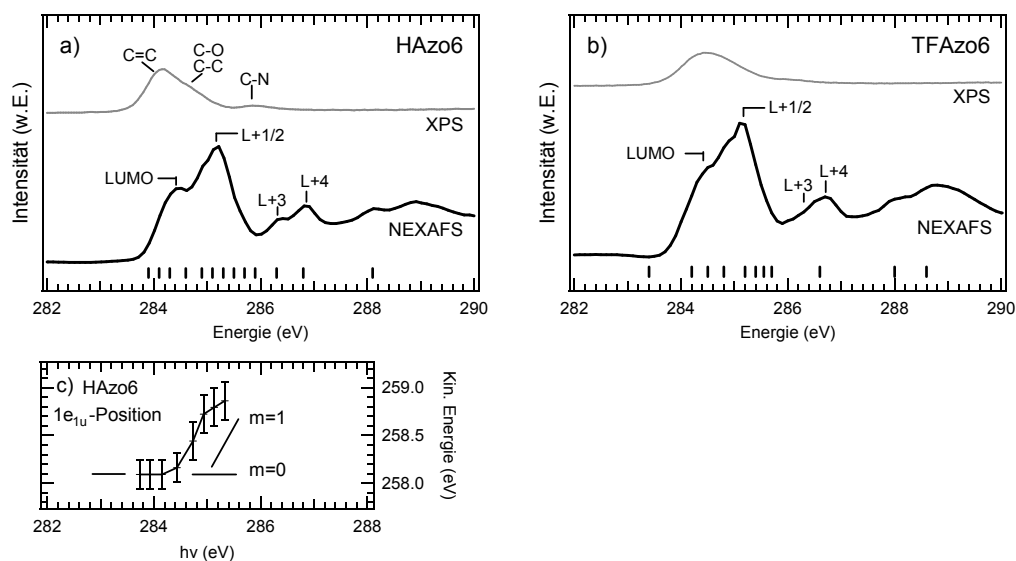 a)
HAzo6
C=C
C-O
C-C
C-N
XPS
L+1/2
LUMO
L+3
L+4
NEXAFS
Intensität (w.E.)
282 284 286 288 290
Energie (eV)
b)
TFAzo6
XPS
L+1/2
LUMO
L+3
L+4
NEXAFS
Intensität (w.E.)
282 284 286 288 290
Energie (eV)
c) HAzo6
1e1u-Position
m=1
m=0
259.0
258.5
258.0
Kin. Energie (eV)
282 284 286 288
hν (eV)